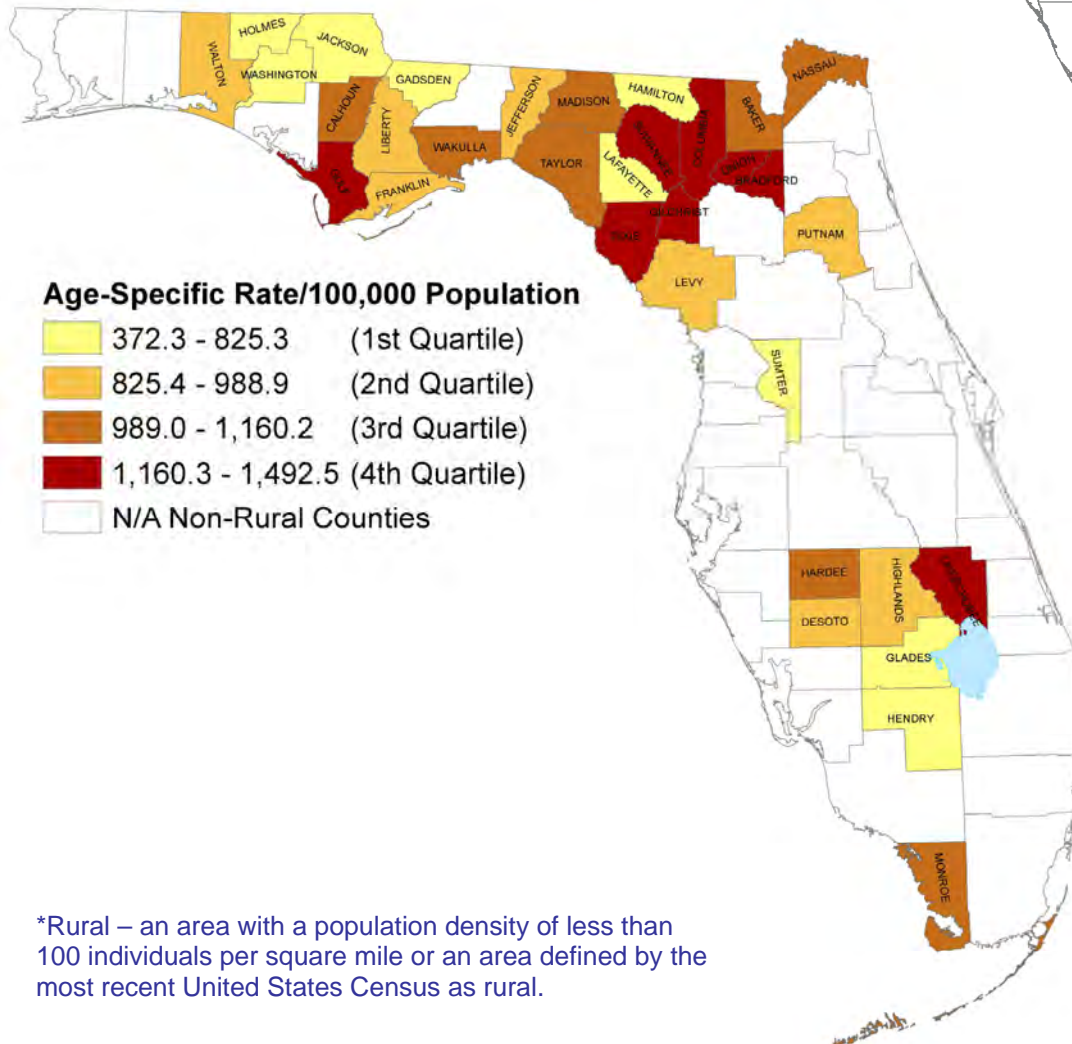 HOLMES
JACKSON
WALTON
WASHINGTON
GADSDEN
CALHOUN
LIBERTY
GULF
FRANKLIN
WAKULLA
JEFFERSON
MADISON
TAYLOR
HAMILTON
SUWANNEE
COLUMBIA
LAFAYETTE
BAKER
NASSAU
UNION
BRADFORD
GILCHRIST
DIXIE
LEVY
PUTNAM
Age-Specific Rate/100,000 Population
372.3 - 825.3 (1st Quartile)
825.4 - 988.9 (2nd Quartile)
989.0 - 1,160.2 (3rd Quartile)
1,160.3 - 1,492.5 (4th Quartile)
N/A Non-Rural Counties
SUMTER
HARDEE
HIGHLANDS
OKEECHOBEE
DESOTO
GLADES
HENDRY
MONROE
*Rural – an area with a population density of less than
100 individuals per square mile or an area defined by the
most recent United States Census as rural.